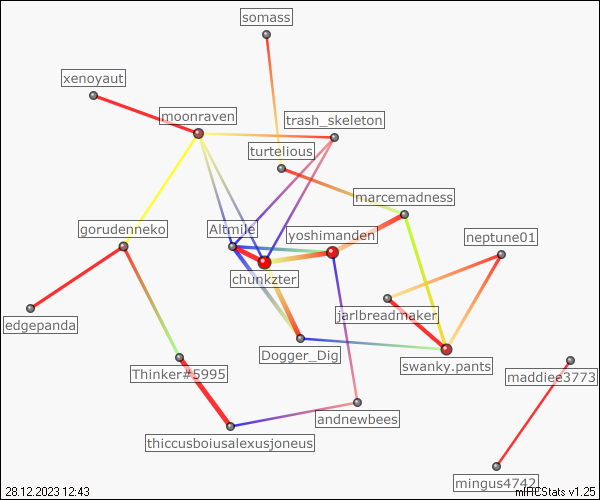 somass
xenoyaut
moonraven
trash_skeleton
turtelious
marcemadness
gorudenneko
Altmile
yoshimanden
neptune01
chunkzter
jarlbreadmaker
edgepanda
Dogger_Dig
swanky.pants
Thinker#5995
maddiee3773
andnewbees
thiccusboiusalexusjoneus
mingus4742
28.12.2023 12:43
mIRCStats v1.25